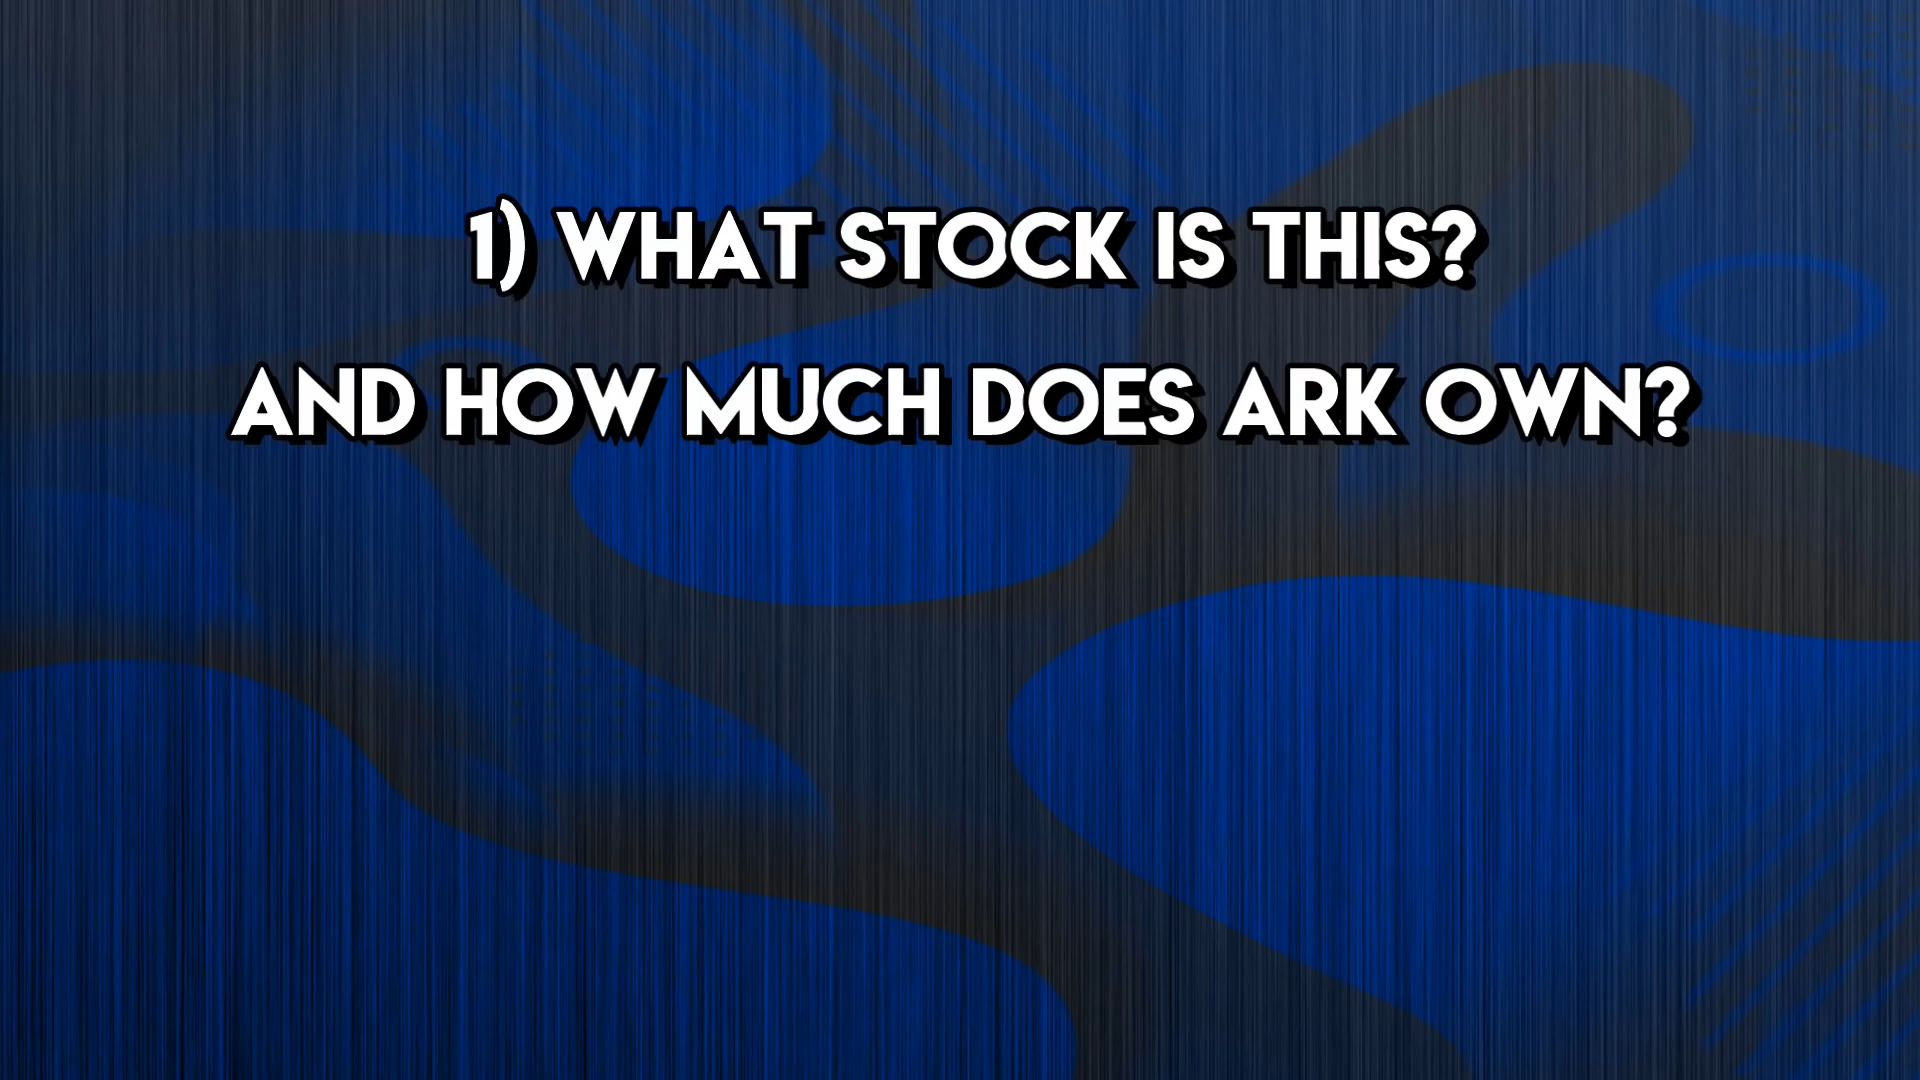 1) WHAT STOCK IS THIS?
AND HOW MUCH DOES ARK OWN?